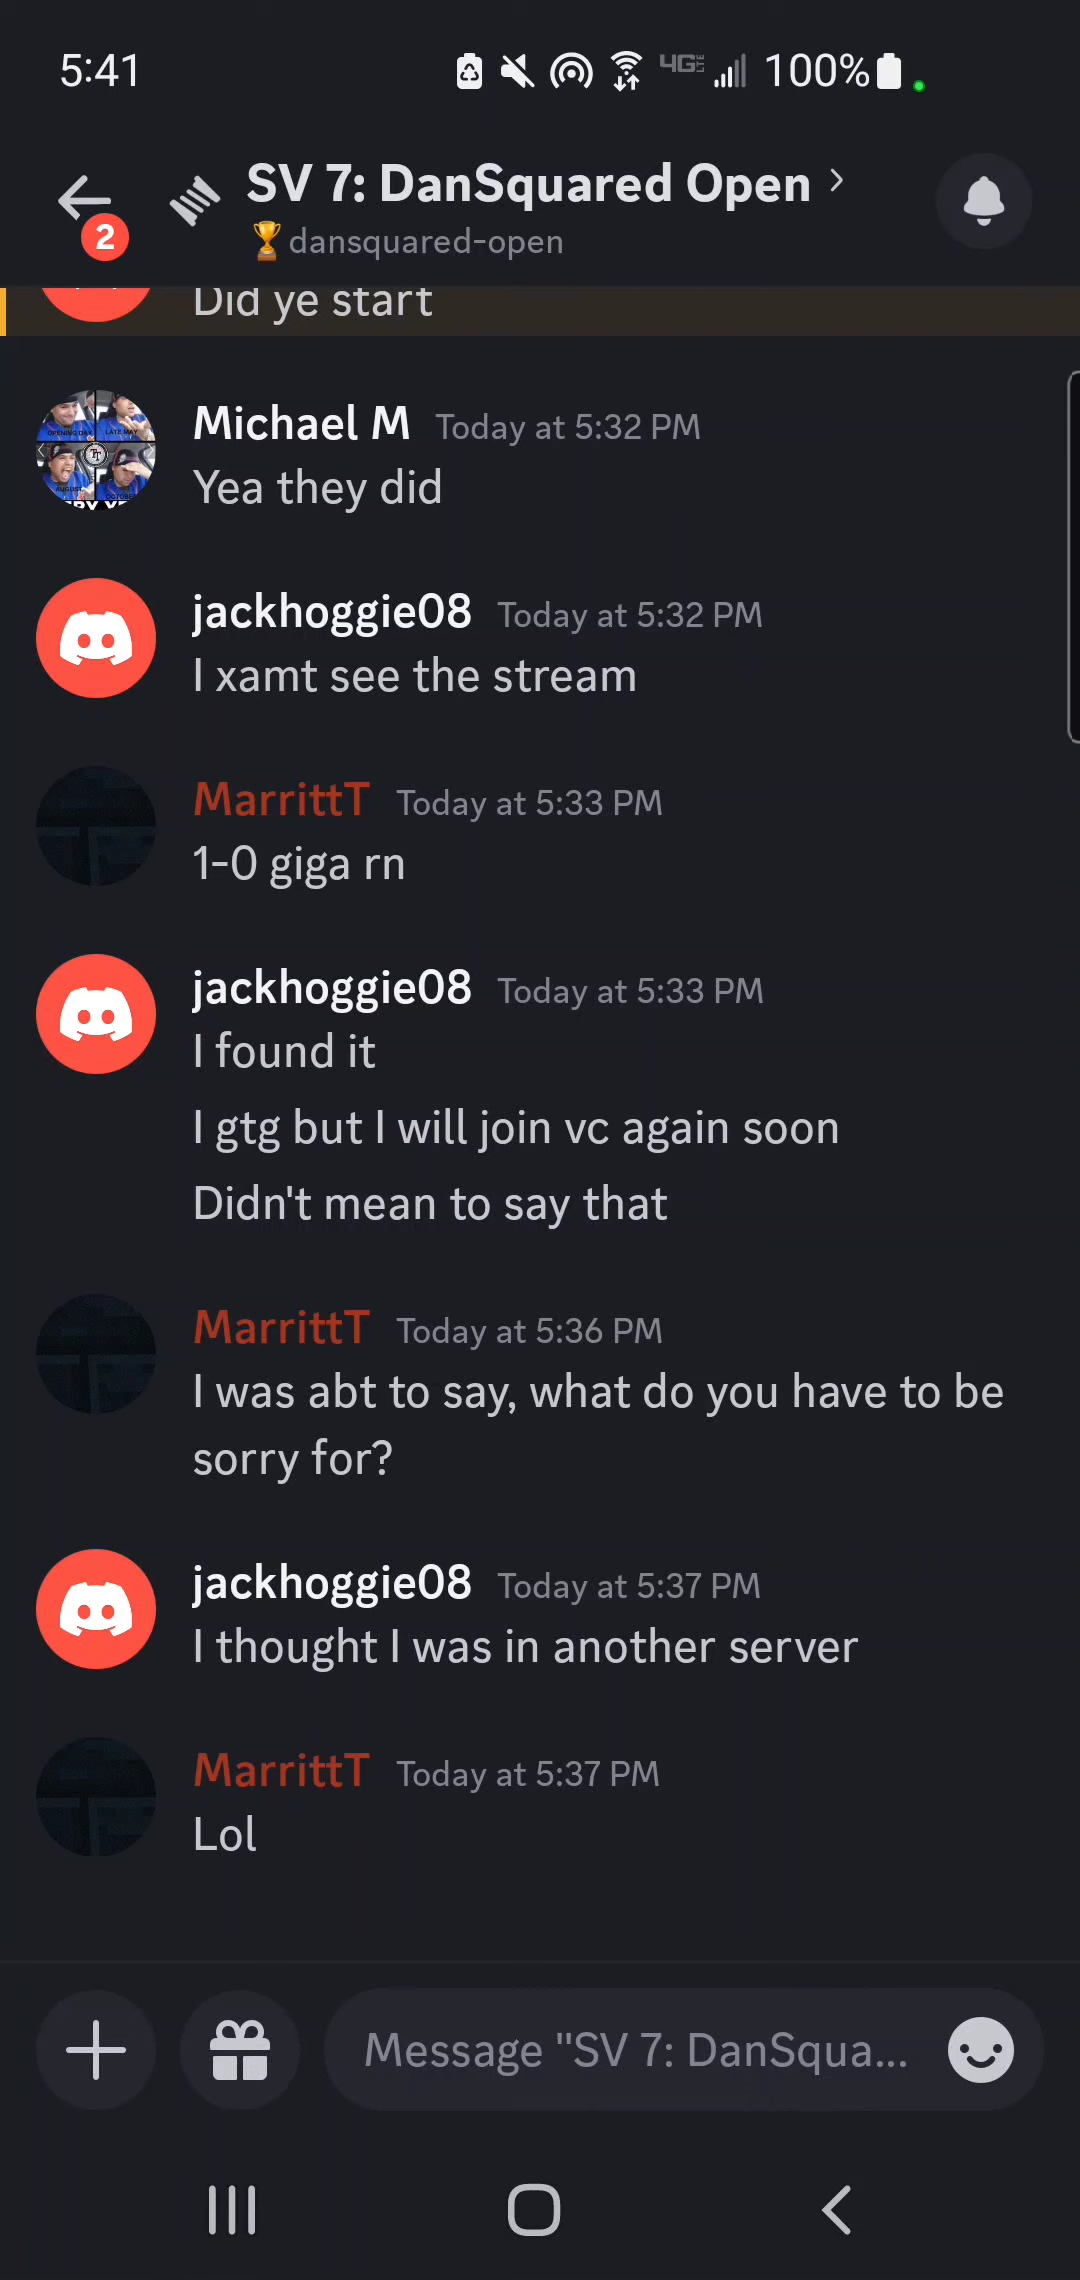 5:41
4G LTE 100%
SV 7: DanSquared Open
2
🏆dansquared-open
Did ye start
Michael M Today at 5:32 PM
Yea they did
jackhoggie08 Today at 5:32 PM
I xamt see the stream
MarrittT Today at 5:33 PM
1-0 giga rn
jackhoggie08 Today at 5:33 PM
I found it
I gtg but I will join vc again soon
Didn't mean to say that
MarrittT Today at 5:36 PM
I was abt to say, what do you have to be
sorry for?
jackhoggie08 Today at 5:37 PM
I thought I was in another server
MarrittT Today at 5:37 PM
Lol
Message "SV 7: DanSqua...